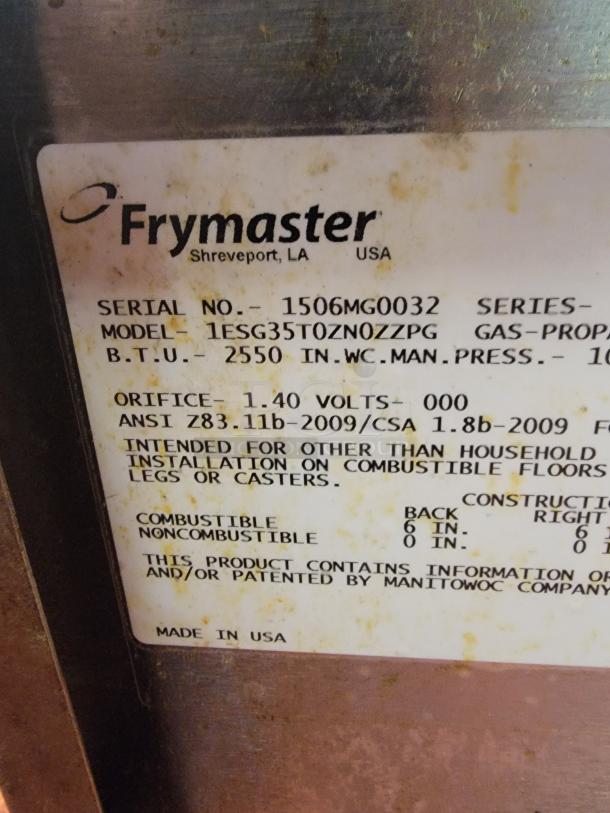 Frymaster
Shreveport, LA USA
SERIAL NO.- 1506MG0032 SERIES-
MODEL- 1ESG35T0ZN0ZZPG GAS-PROPA
B.T.U.- 2550 IN.WC.MAN.PRESS.- 10
ORIFICE- 1.40 VOLTS- 000
ANSI Z83.11b-2009/CSA 1.8b-2009 FO
INTENDED FOR OTHER THAN HOUSEHOLD
INSTALLATION ON COMBUSTIBLE FLOORS
LEGS OR CASTERS.
CONSTRUCTIO
BACK RIGHT
COMBUSTIBLE 6 IN. 6 I
NONCOMBUSTIBLE 0 IN. 0 I
THIS PRODUCT CONTAINS INFORMATION OR
AND/OR PATENTED BY MANITOWOC COMPANY
MADE IN USA